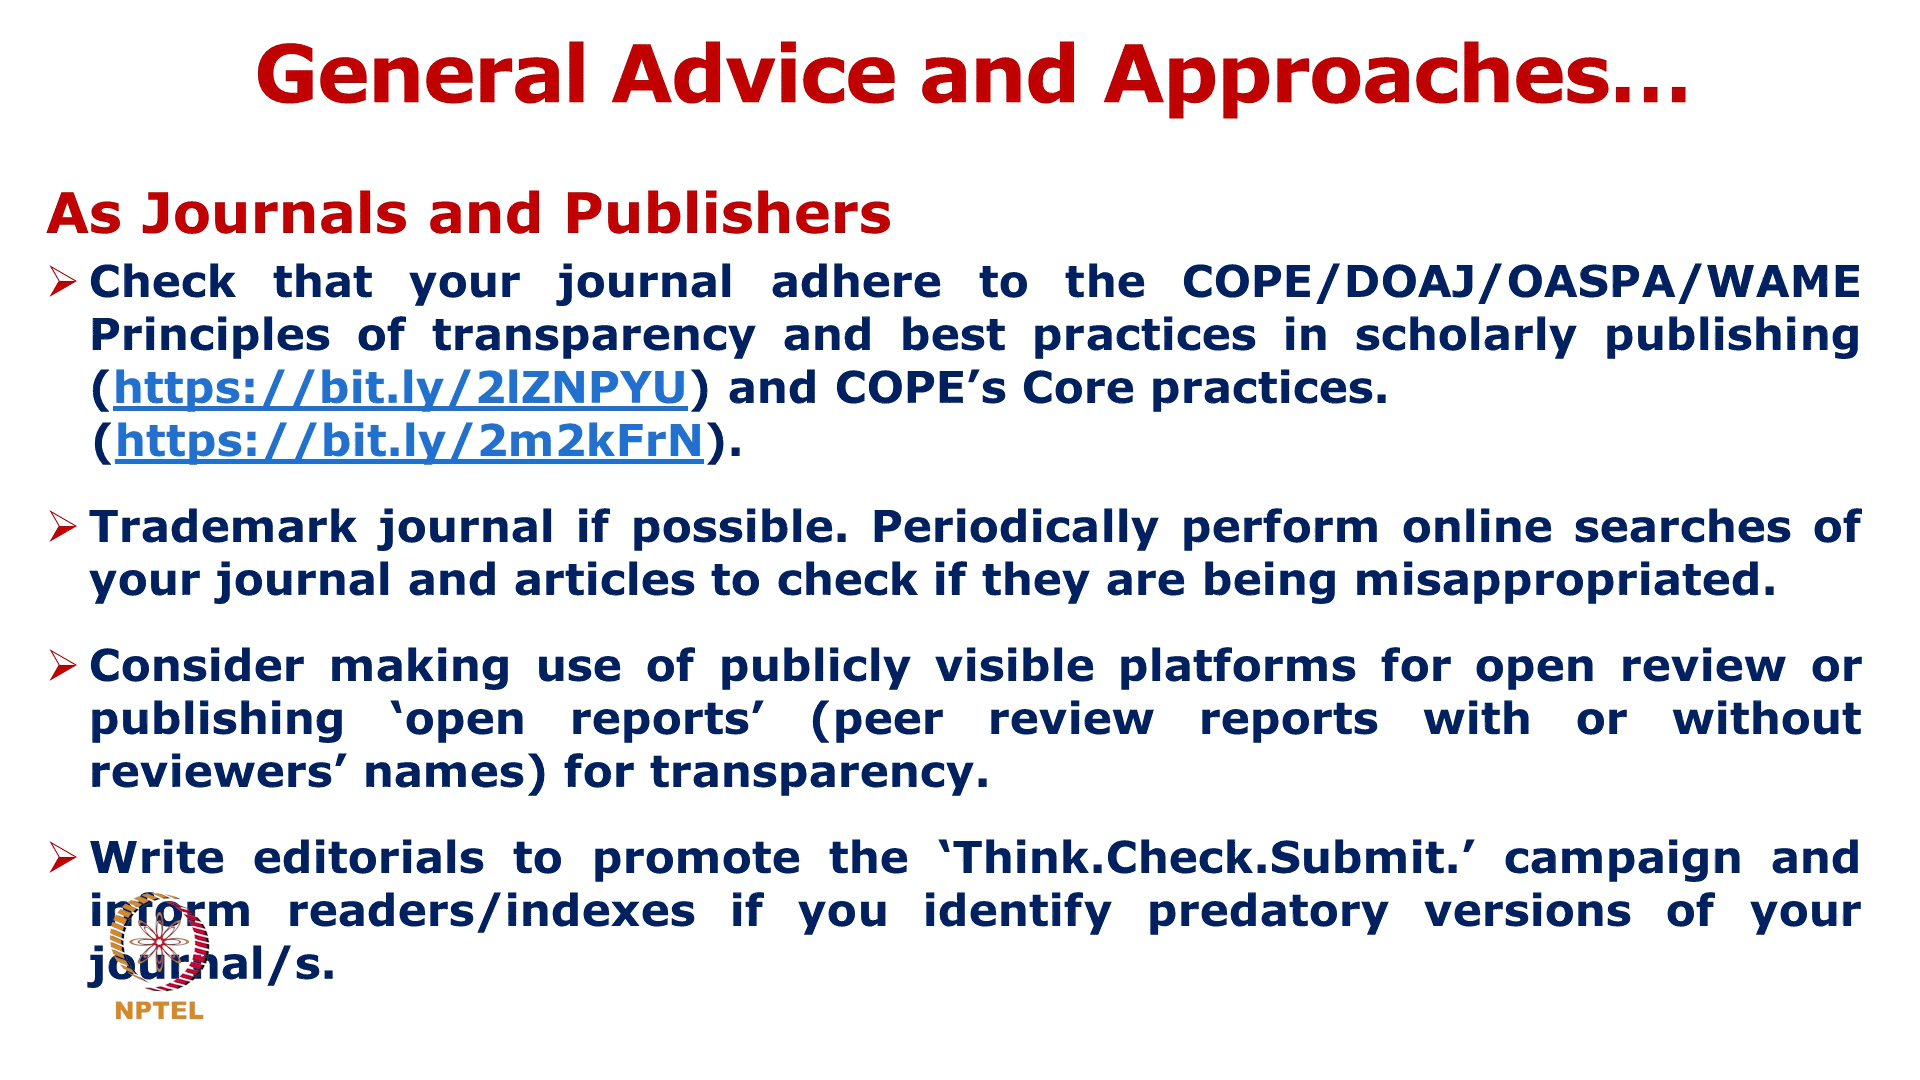 General Advice and Approaches...
As Journals and Publishers
➢ Check that your journal adhere to the COPE/DOAJ/OASPA/WAME
Principles of transparency and best practices in scholarly publishing
(https://bit.ly/2lZNPYU) and COPE’s Core practices.
(https://bit.ly/2m2kFrN).
➢ Trademark journal if possible. Periodically perform online searches of
your journal and articles to check if they are being misappropriated.
➢ Consider making use of publicly visible platforms for open review or
publishing ‘open reports’ (peer review reports with or without
reviewers’ names) for transparency.
➢ Write editorials to promote the ‘Think.Check.Submit.’ campaign and
inform readers/indexes if you identify predatory versions of your
journal/s.
NPTEL